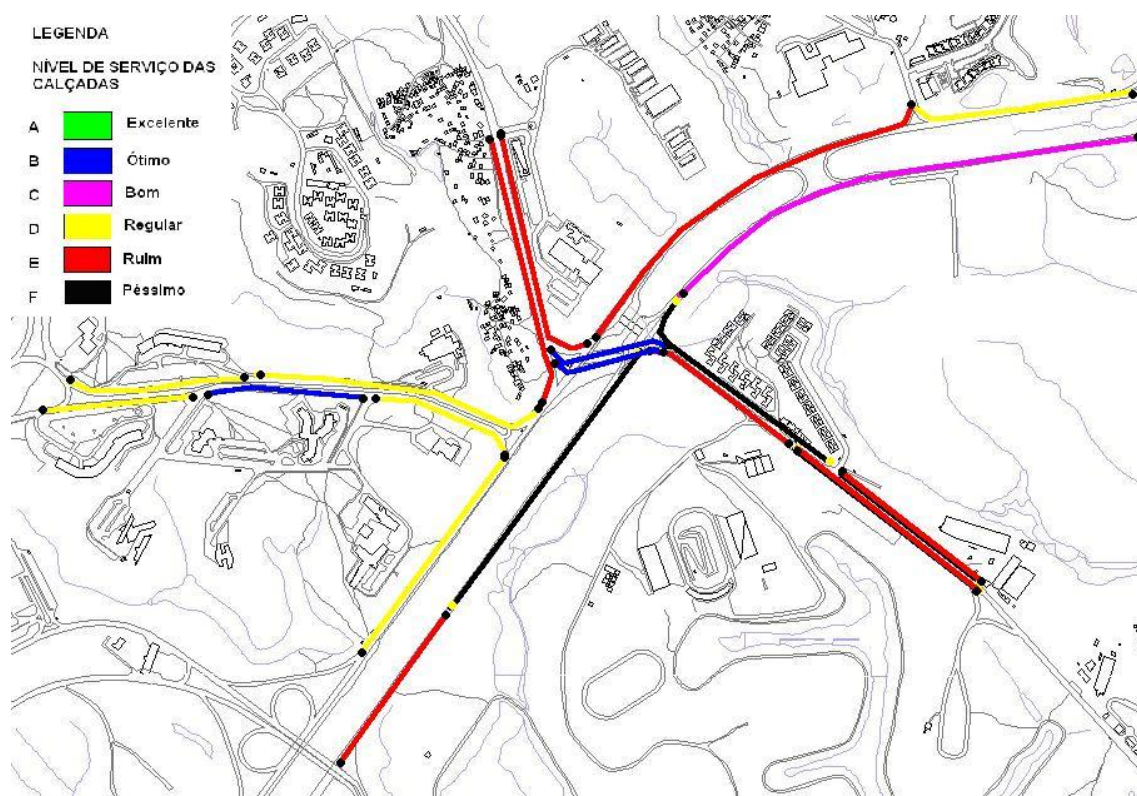 LEGENDA
NÍVEL DE SERVIÇO DAS
CALÇADAS
A Excelente
B Ótimo
C Bom
D Regular
E Ruim
F Péssimo